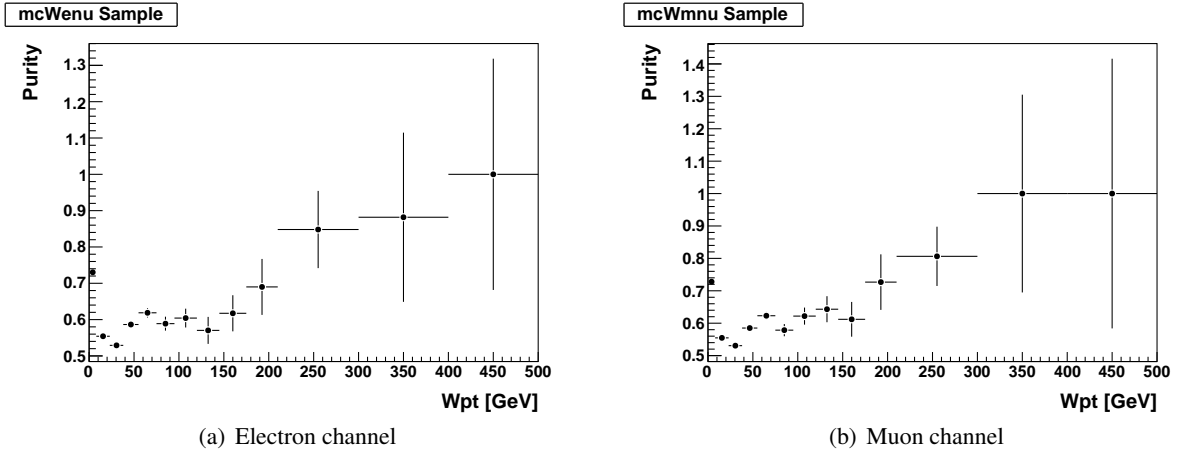 mcWenu Sample
Purity
1.3
1.2
1.1
1
0.9
0.8
0.7
0.6
0.5
0 50 100 150 200 250 300 350 400 450 500
Wpt [GeV]
(a) Electron channel
mcWmnu Sample
Purity
1.4
1.3
1.2
1.1
1
0.9
0.8
0.7
0.6
0.5
0 50 100 150 200 250 300 350 400 450 500
Wpt [GeV]
(b) Muon channel